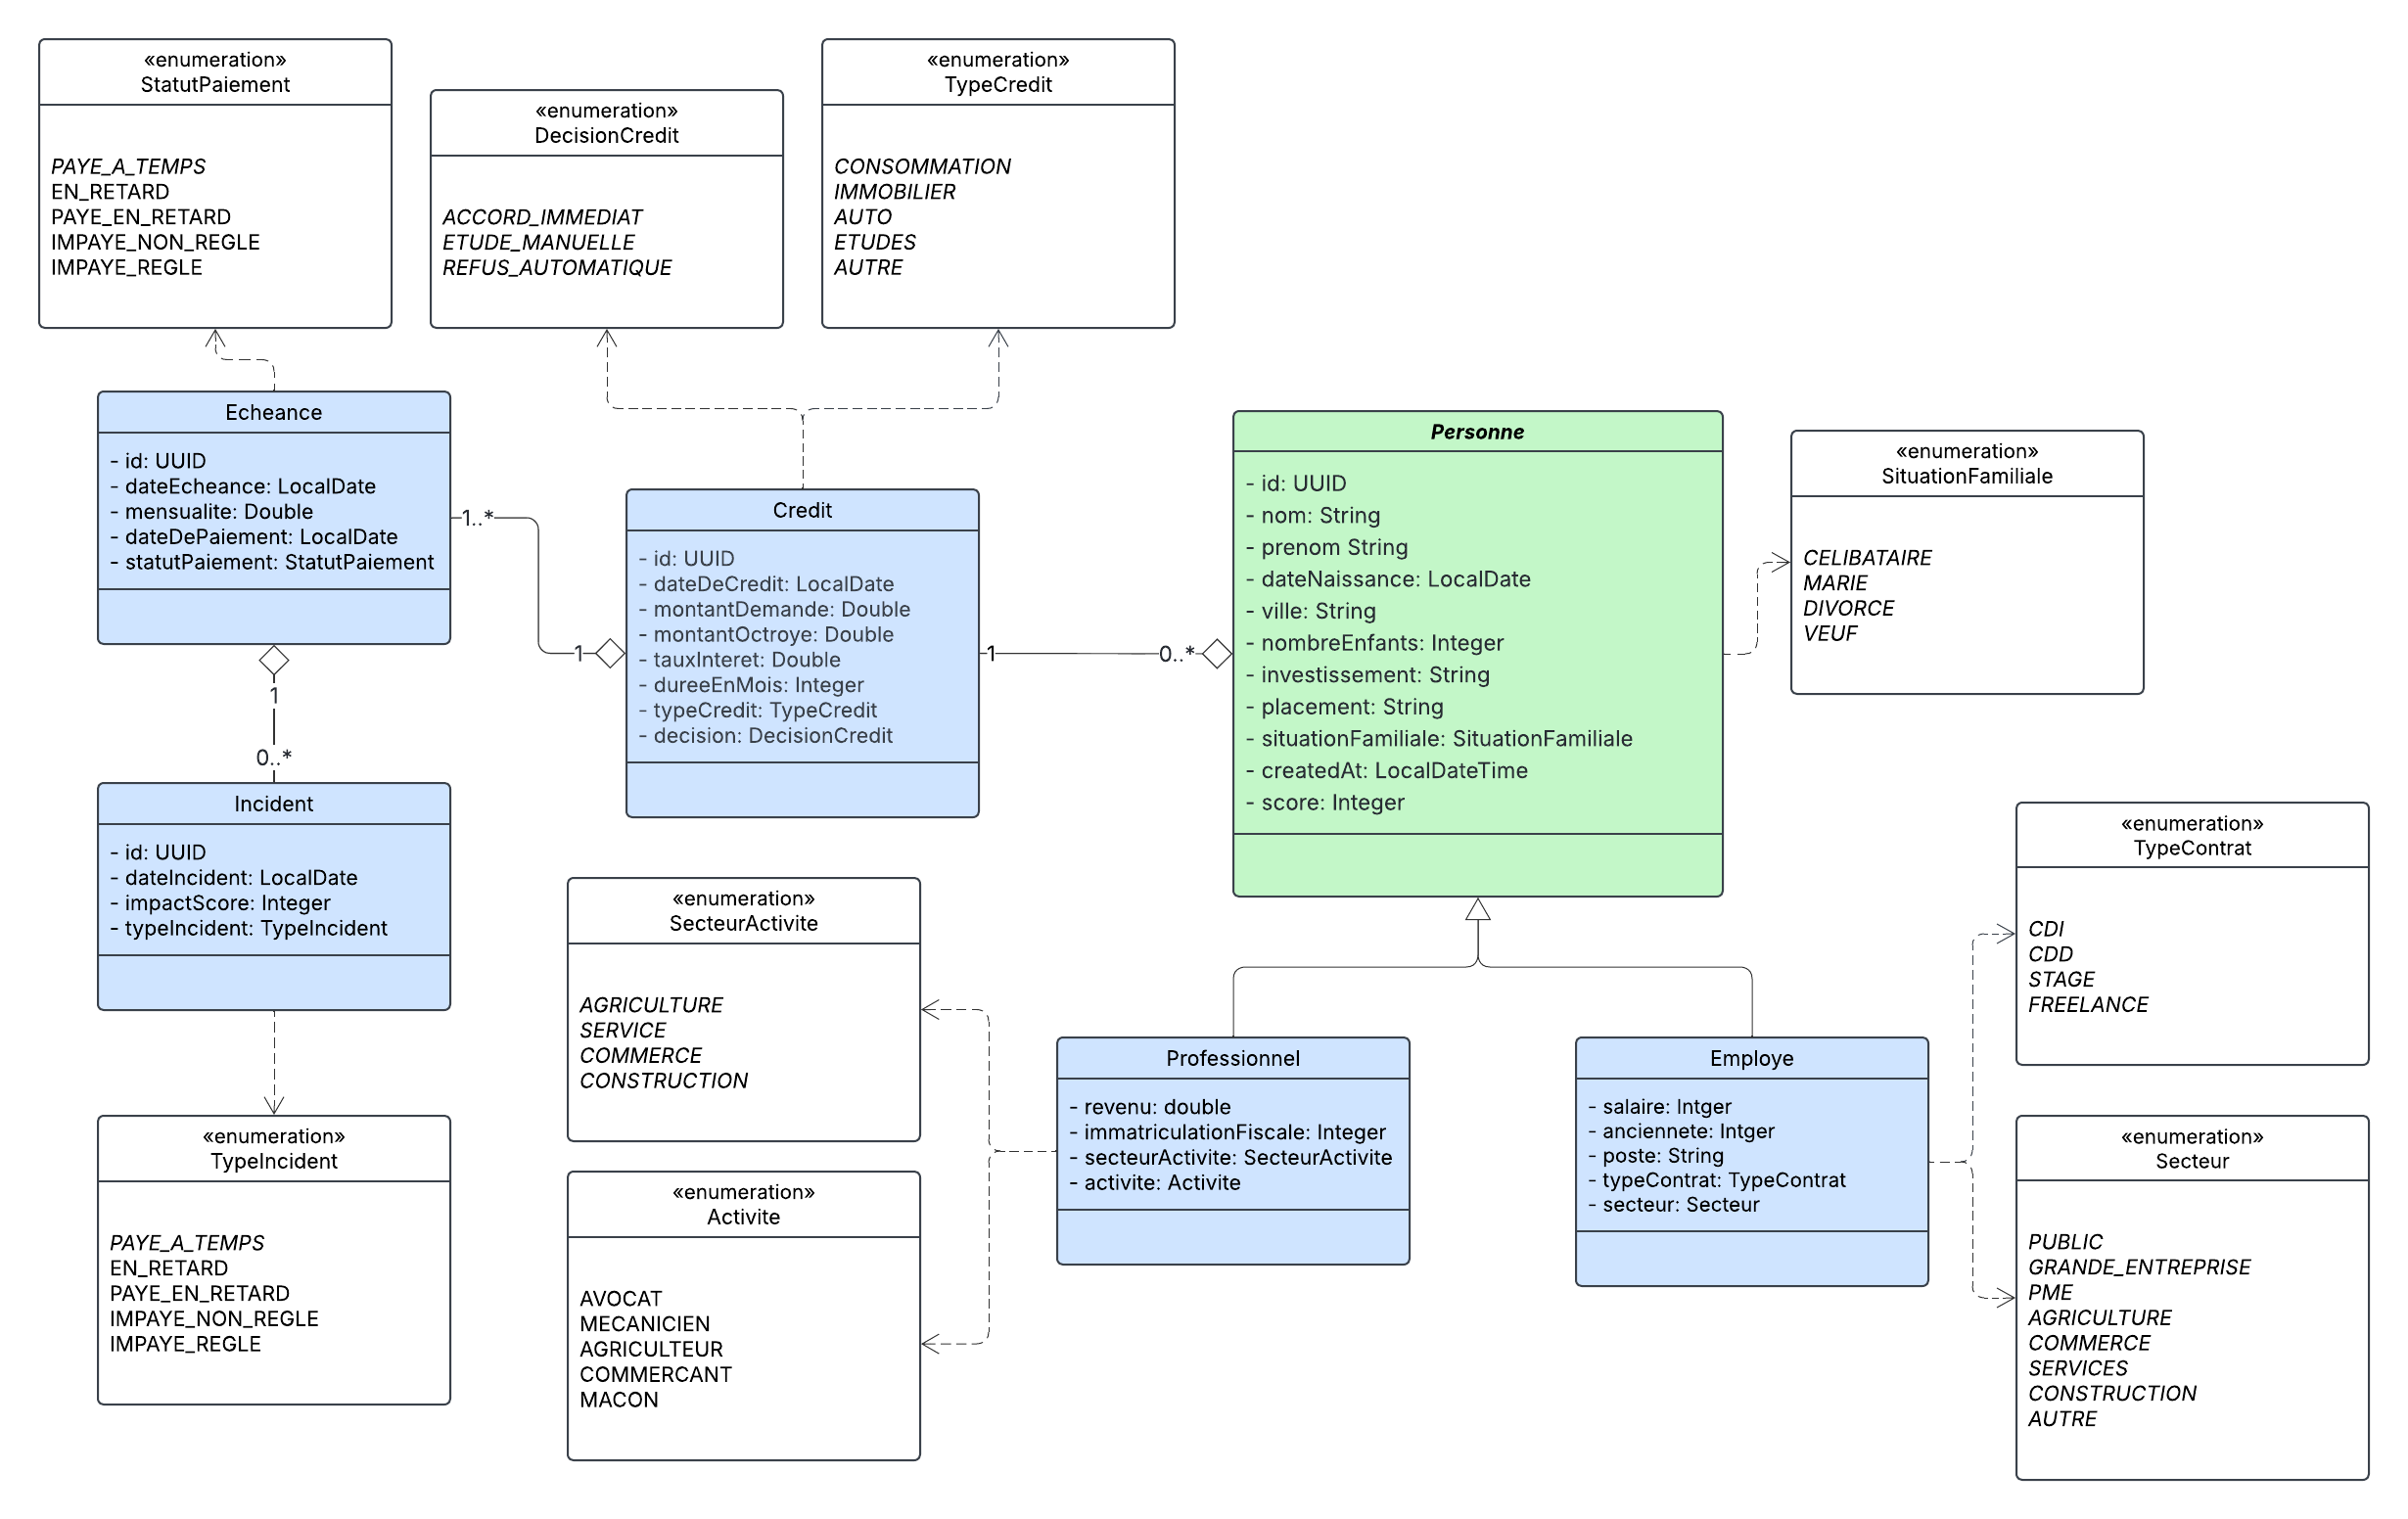 «enumeration»
StatutPaiement
PAYE_A_TEMPS
EN_RETARD
PAYE_EN_RETARD
IMPAYE_NON_REGLE
IMPAYE_REGLE
«enumeration»
DecisionCredit
ACCORD_IMMEDIAT
ETUDE_MANUELLE
REFUS_AUTOMATIQUE
«enumeration»
TypeCredit
CONSOMMATION
IMMOBILIER
AUTO
ETUDES
AUTRE
Echeance
- id: UUID
- dateEcheance: LocalDate
- mensualite: Double
- dateDePaiement: LocalDate
- statutPaiement: StatutPaiement
1..*
1
Credit
- id: UUID
- dateDeCredit: LocalDate
- montantDemande: Double
- montantOctroye: Double
- tauxInteret: Double
- dureeEnMois: Integer
- typeCredit: TypeCredit
- decision: DecisionCredit
1
0..*
Personne
- id: UUID
- nom: String
- prenom String
- dateNaissance: LocalDate
- ville: String
- nombreEnfants: Integer
- investissement: String
- placement: String
- situationFamiliale: SituationFamiliale
- createdAt: LocalDateTime
- score: Integer
«enumeration»
SituationFamiliale
CELIBATAIRE
MARIE
DIVORCE
VEUF
1
0..*
Incident
- id: UUID
- dateIncident: LocalDate
- impactScore: Integer
- typeIncident: TypeIncident
«enumeration»
TypeIncident
PAYE_A_TEMPS
EN_RETARD
PAYE_EN_RETARD
IMPAYE_NON_REGLE
IMPAYE_REGLE
«enumeration»
SecteurActivite
AGRICULTURE
SERVICE
COMMERCE
CONSTRUCTION
«enumeration»
Activite
AVOCAT
MECANICIEN
AGRICULTEUR
COMMERCANT
MACON
Professionnel
- revenu: double
- immatriculationFiscale: Integer
- secteurActivite: SecteurActivite
- activite: Activite
Employe
- salaire: Intger
- anciennete: Intger
- poste: String
- typeContrat: TypeContrat
- secteur: Secteur
«enumeration»
TypeContrat
CDI
CDD
STAGE
FREELANCE
«enumeration»
Secteur
PUBLIC
GRANDE_ENTREPRISE
PME
AGRICULTURE
COMMERCE
SERVICES
CONSTRUCTION
AUTRE